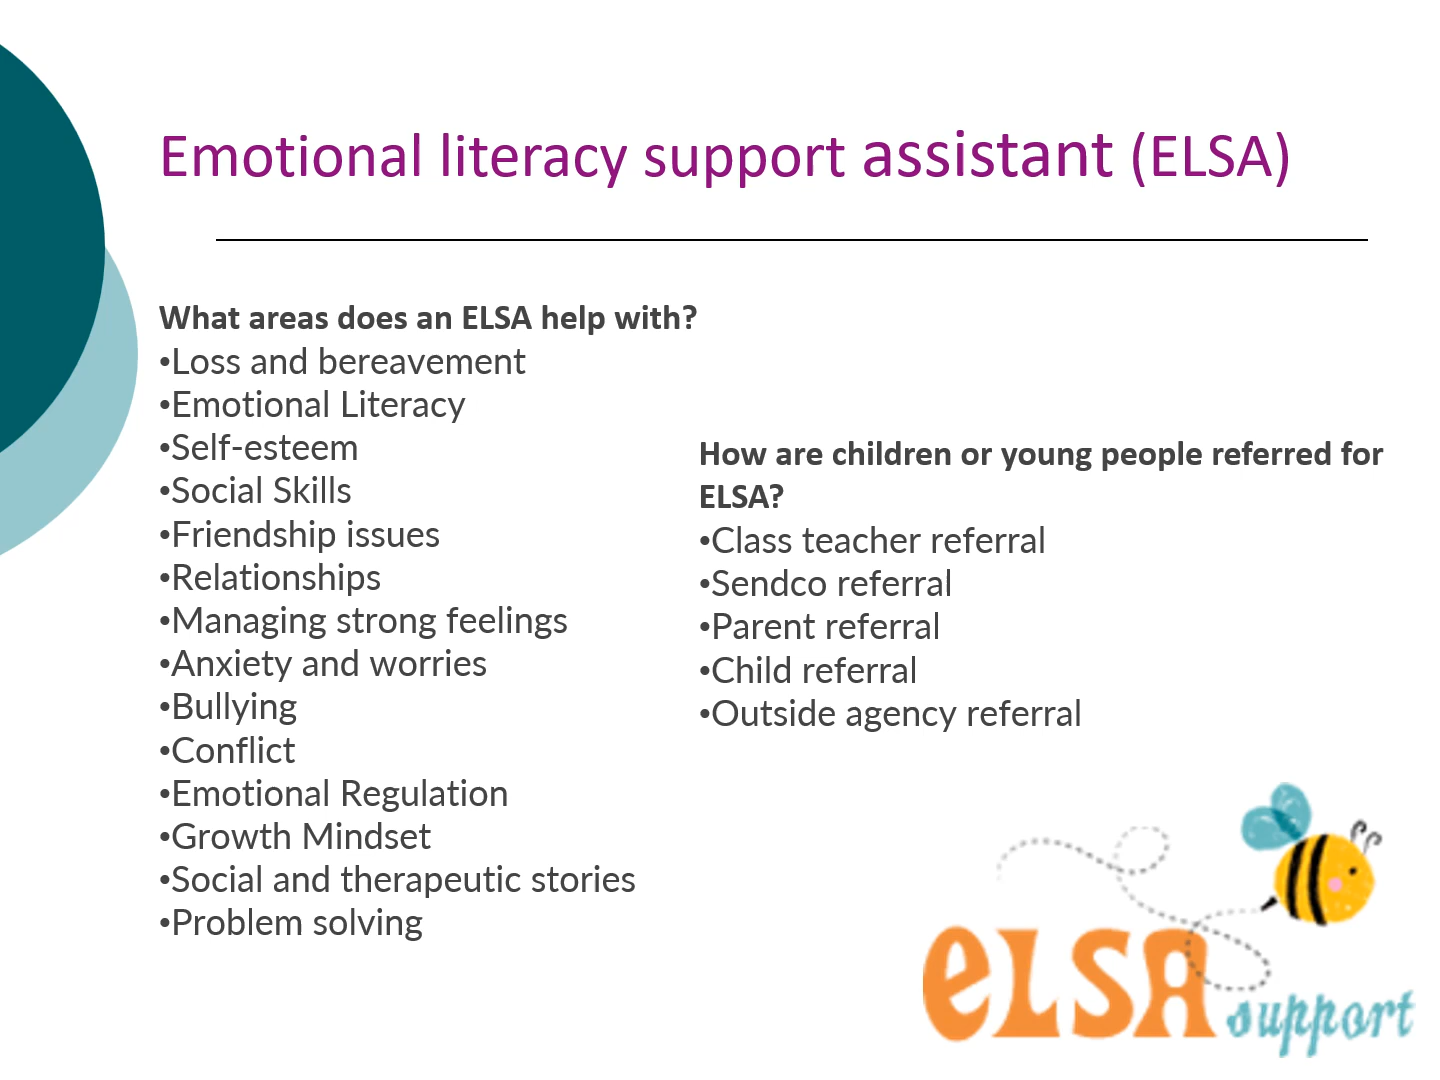 Emotional literacy support assistant (ELSA)
What areas does an ELSA help with?
•Loss and bereavement
•Emotional Literacy
•Self-esteem
•Social Skills
•Friendship issues
•Relationships
•Managing strong feelings
•Anxiety and worries
•Bullying
•Conflict
•Emotional Regulation
•Growth Mindset
•Social and therapeutic stories
•Problem solving
How are children or young people referred for
ELSA?
•Class teacher referral
•Sendco referral
•Parent referral
•Child referral
•Outside agency referral
eLSA support